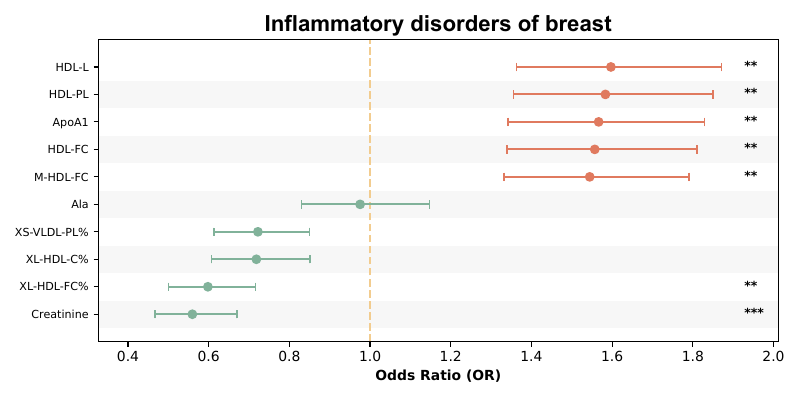 Inflammatory disorders of breast
HDL-L **
HDL-PL **
ApoA1 **
HDL-FC **
M-HDL-FC **
Ala
XS-VLDL-PL%
XL-HDL-C%
XL-HDL-FC% **
Creatinine ***
0.4 0.6 0.8 1.0 1.2 1.4 1.6 1.8 2.0
Odds Ratio (OR)